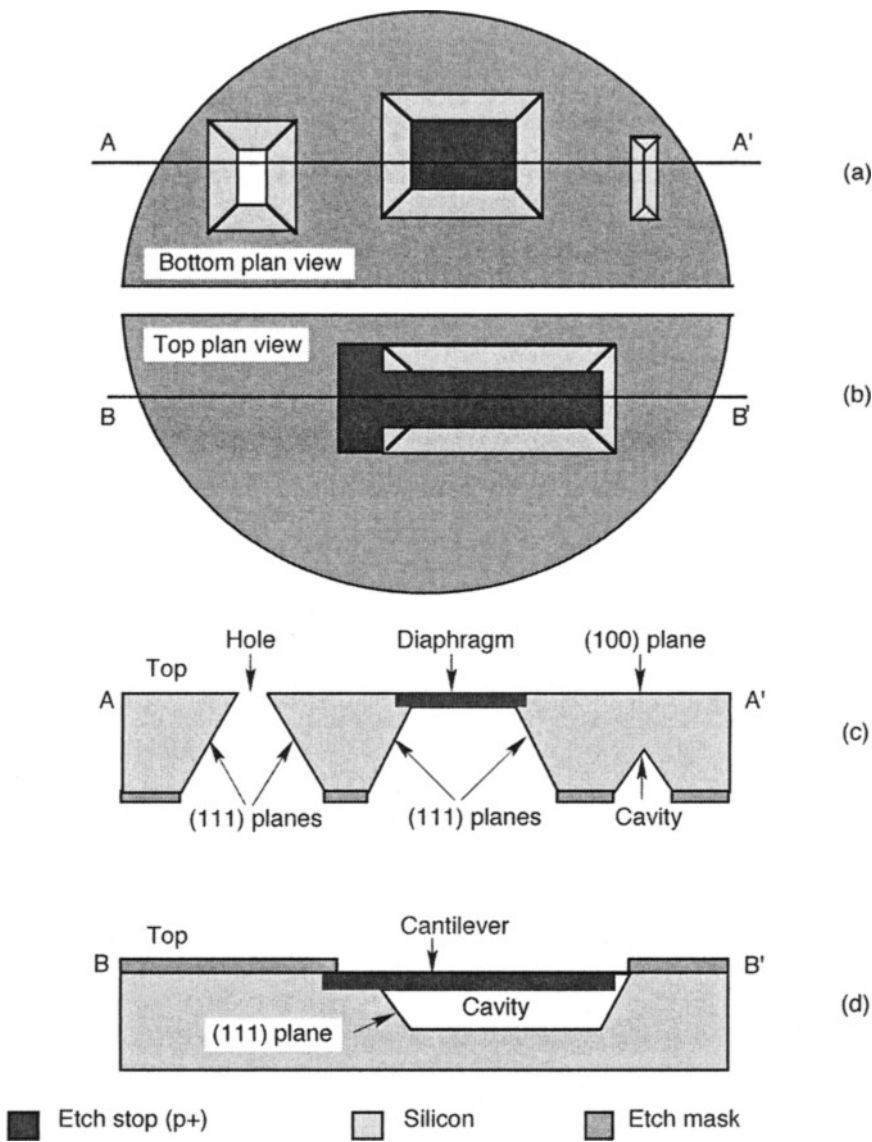 A A'
(a)
Bottom plan view
Top plan view
B B'
(b)
Hole Diaphragm (100) plane
Top
A A'
(c)
(111) planes (111) planes Cavity
Cantilever
Top
B B'
Cavity
(d)
(111) plane
Etch stop (p+) Silicon Etch mask